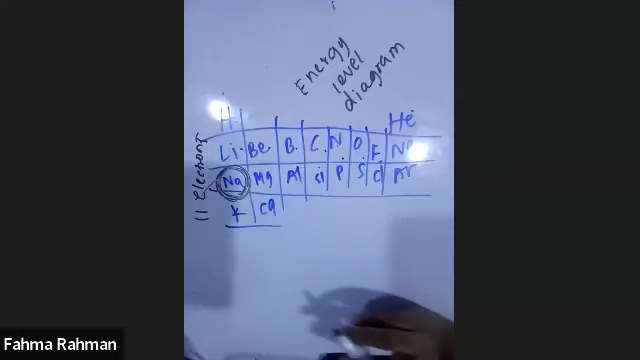 Energy
level
diagram
H He
Li Be B C N O F Ne
Na Mg Al Si P S Cl Ar
K Ca
11 Electrons
Fahma Rahman